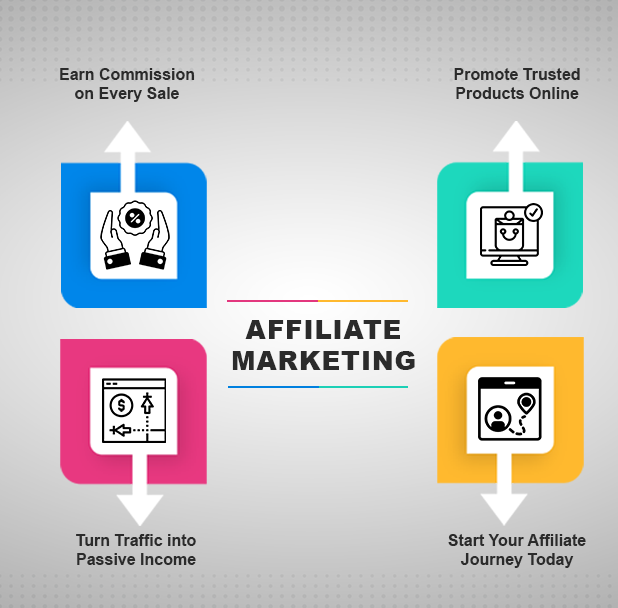 Earn Commission
on Every Sale
Promote Trusted
Products Online
%
AFFILIATE
MARKETING
$
Turn Traffic into
Passive Income
Start Your Affiliate
Journey Today